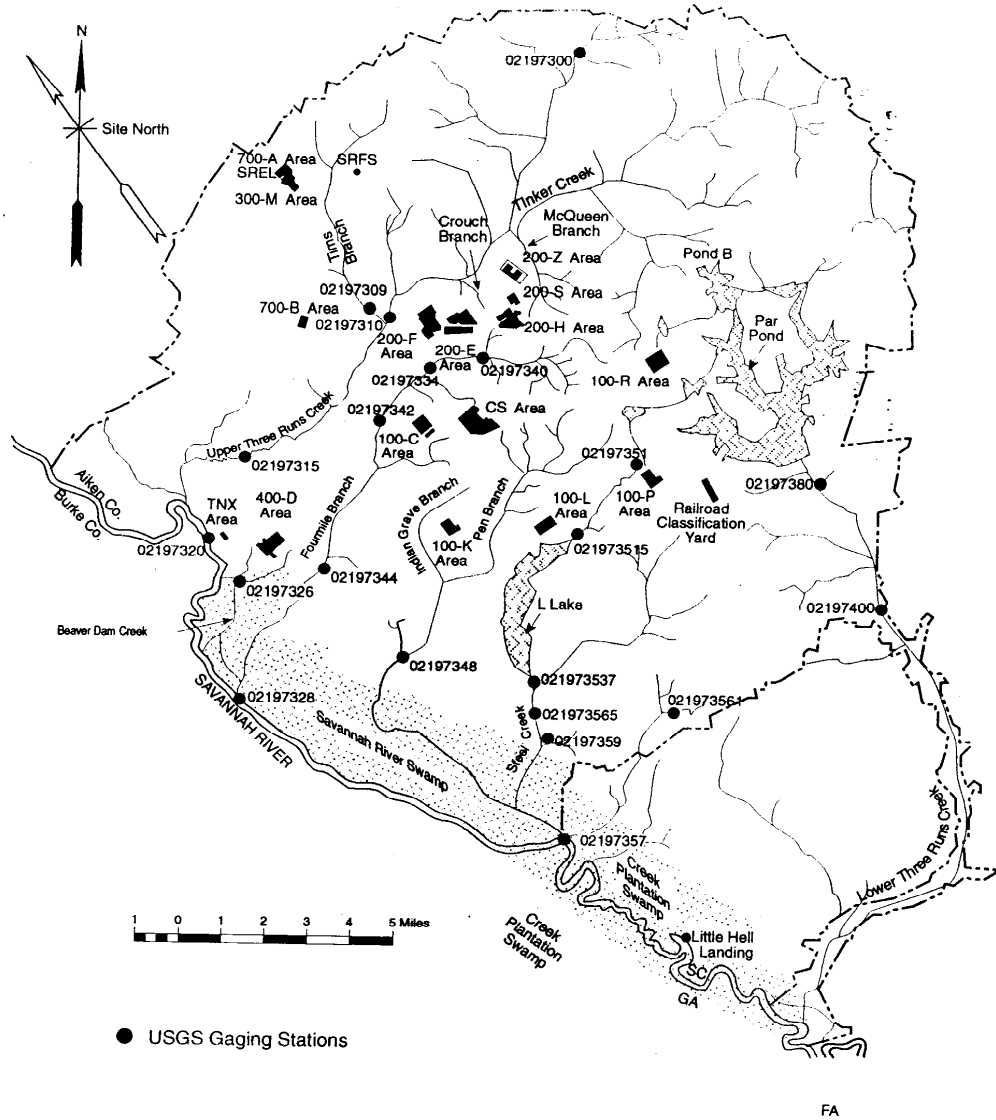 N
02197300
Site North
700-A Area
SREL
SRFS
300-M Area
Tinker Creek
Tims
Branch
Crouch
Branch
McQueen
Branch
200-Z Area
Pond B
200-S Area
02197309
700-B Area
02197310
200-F
Area
200-H Area
Par
Pond
200-E
Area
02197340
02197334
100-R Area
02197342
CS Area
100-C
Area
Upper Three Runs Creek
02197315
02197351
02197380
Aiken Co.
Burke Co.
TNX
Area
400-D
Area
Fourmile Branch
Indian Grave Branch
Pen Branch
100-L
Area
100-P
Area
Railroad
Classification
Yard
100-K
Area
02197320
021973515
02197326
02197344
L Lake
02197400
Beaver Dam Creek
02197348
021973537
02197328
021973561
021973565
SAVANNAH RIVER
Savannah River Swamp
Steel Creek
02197359
02197357
Lower Three Runs Creek
Creek
Plantation
Swamp
Creek
Plantation
Swamp
1 0 1 2 3 5 Miles
Little Hell
Landing
SC
GA
USGS Gaging Stations
FA